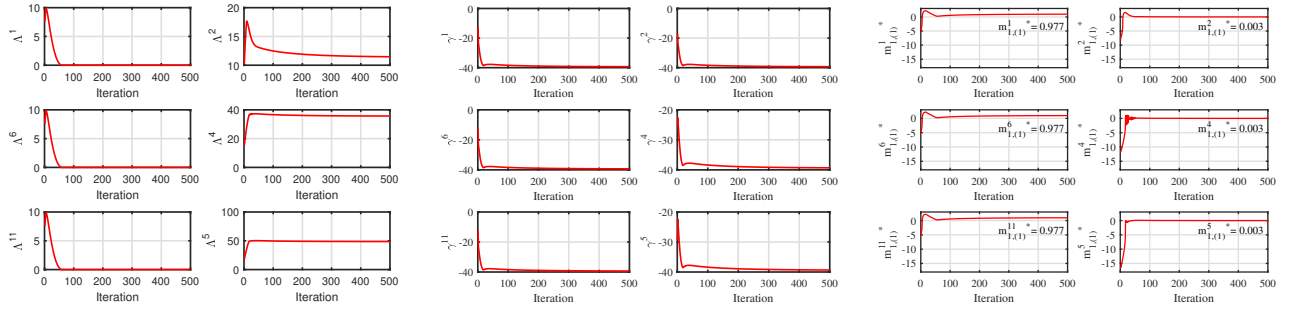 10
5
0
0 100 200 300 400 500
Iteration
Λ¹
20
15
10
0 100 200 300 400 500
Iteration
Λ²
0
-20
-40
0 100 200 300 400 500
Iteration
γ¹
0
-20
-40
0 100 200 300 400 500
Iteration
γ²
0
-5
-10
-15
0 100 200 300 400 500
Iteration
m¹₁,₍₁₎*
m¹₁,₍₁₎* = 0.977
0
-5
-10
-15
0 100 200 300 400 500
Iteration
m²₁,₍₁₎*
m²₁,₍₁₎* = 0.003
10
5
0
0 100 200 300 400 500
Iteration
Λ⁶
40
20
0
0 100 200 300 400 500
Iteration
Λ⁴
0
-20
-40
0 100 200 300 400 500
Iteration
γ⁶
-20
-30
-40
0 100 200 300 400 500
Iteration
γ⁴
0
-5
-10
-15
0 100 200 300 400 500
Iteration
m⁶₁,₍₁₎*
m⁶₁,₍₁₎* = 0.977
0
-5
-10
-15
0 100 200 300 400 500
Iteration
m⁴₁,₍₁₎*
m⁴₁,₍₁₎* = 0.003
10
5
0
0 100 200 300 400 500
Iteration
Λ¹¹
100
50
0
0 100 200 300 400 500
Iteration
Λ⁵
0
-20
-40
0 100 200 300 400 500
Iteration
γ¹¹
-20
-30
-40
0 100 200 300 400 500
Iteration
γ⁵
0
-5
-10
-15
0 100 200 300 400 500
Iteration
m¹¹₁,₍₁₎*
m¹¹₁,₍₁₎* = 0.977
0
-5
-10
-15
0 100 200 300 400 500
Iteration
m⁵₁,₍₁₎*
m⁵₁,₍₁₎* = 0.003